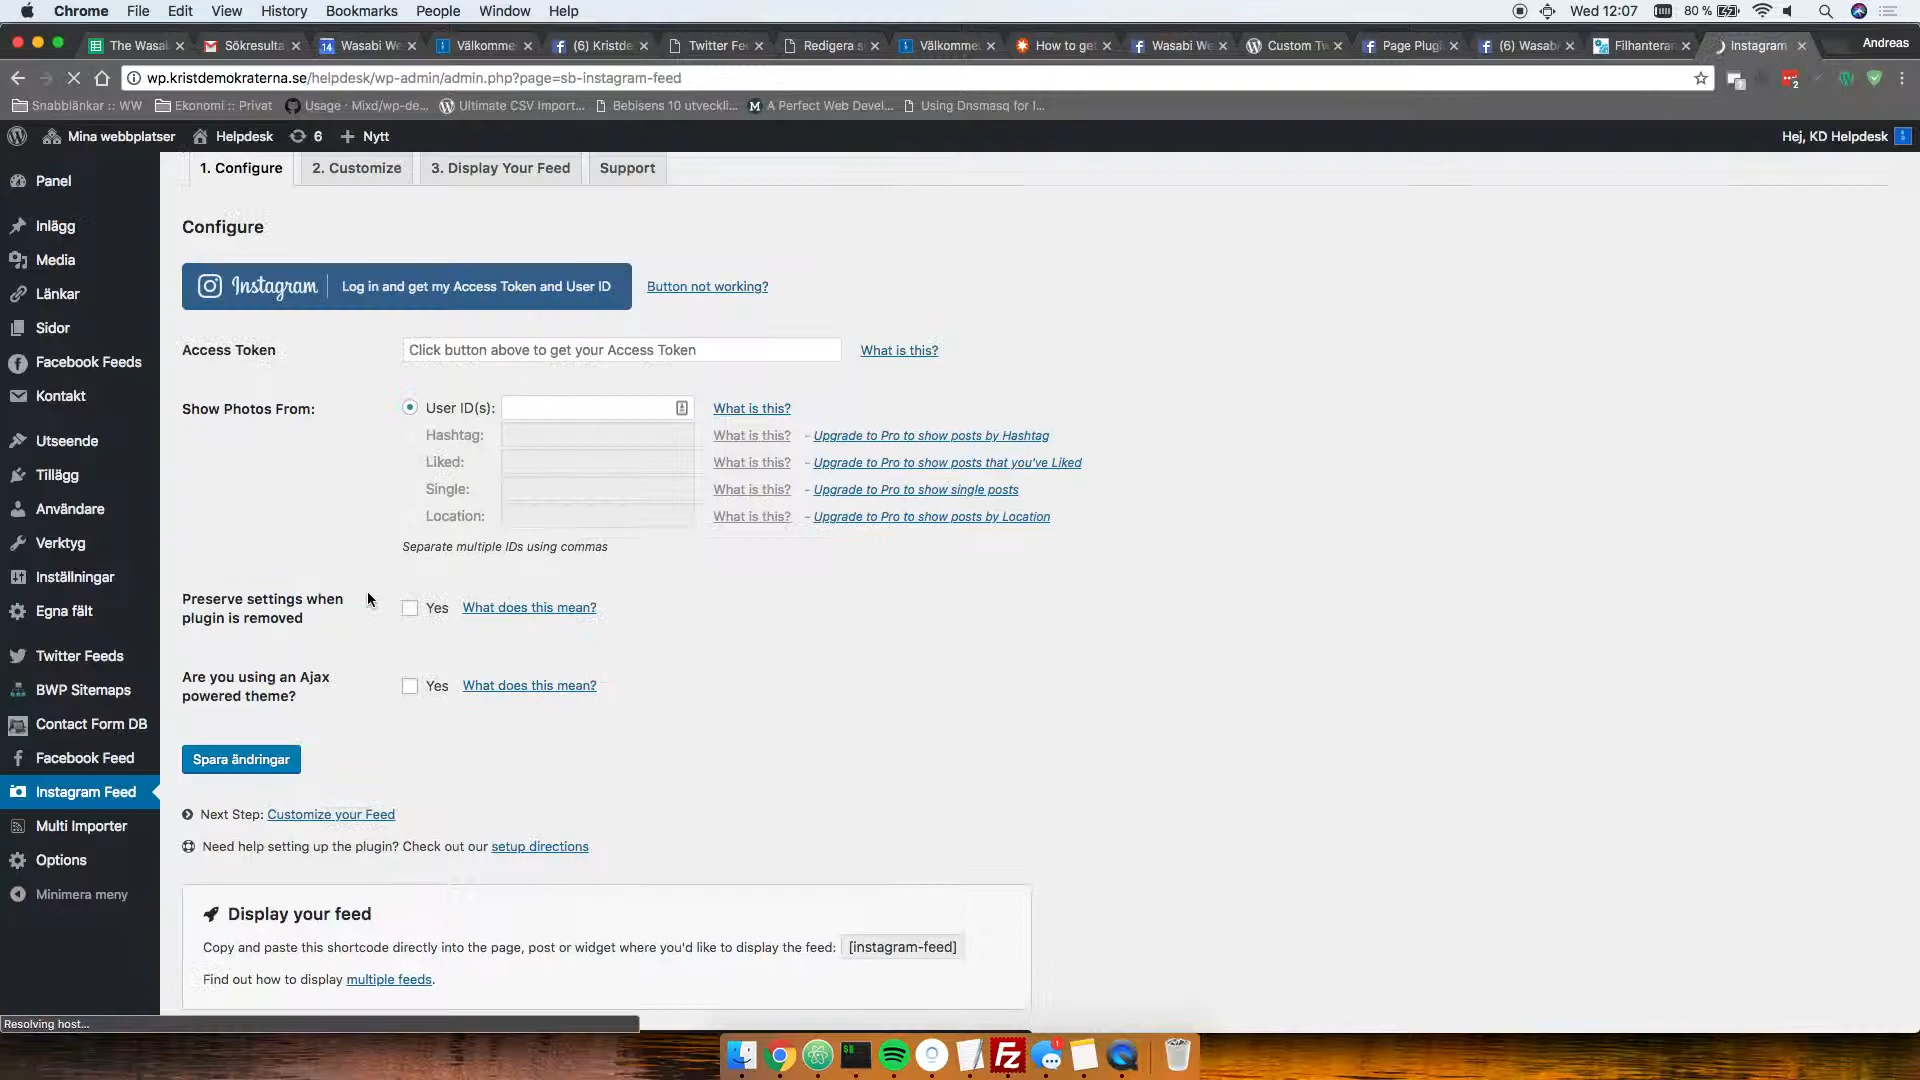 Chrome File Edit View History Bookmarks People Window Help Wed 12:07 80 %
The Wasa Sökresulta Wasabi We Välkomme (6) Kristde Twitter Fe Redigera s Välkomme How to ge Wasabi We Custom Tw Page Plugi (6) Wasab Filhantera Instagram Andreas
wp.kristdemokraterna.se/helpdesk/wp-admin/admin.php?page=sb-instagram-feed
Snabblänkar :: WW Ekonomi :: Privat Usage · Mixd/wp-de... Ultimate CSV Import... Bebisens 10 utveckli... A Perfect Web Devel... Using Dnsmasq for l...
Mina webbplatser Helpdesk 6 Nytt Hej, KD Helpdesk
Panel
Inlägg
Media
Länkar
Sidor
Facebook Feeds
Kontakt
Utseende
Tillägg
Användare
Verktyg
Inställningar
Egna fält
Twitter Feeds
BWP Sitemaps
Contact Form DB
Facebook Feed
Instagram Feed
Multi Importer
Options
Minimera meny
1. Configure 2. Customize 3. Display Your Feed Support
Configure
Instagram Log in and get my Access Token and User ID Button not working?
Access Token Click button above to get your Access Token What is this?
Show Photos From: User ID(s): What is this?
Hashtag: What is this? - Upgrade to Pro to show posts by Hashtag
Liked: What is this? - Upgrade to Pro to show posts that you've Liked
Single: What is this? - Upgrade to Pro to show single posts
Location: What is this? - Upgrade to Pro to show posts by Location
Separate multiple IDs using commas
Preserve settings when
plugin is removed
Yes What does this mean?
Are you using an Ajax
powered theme?
Yes What does this mean?
Spara ändringar
Next Step: Customize your Feed
Need help setting up the plugin? Check out our setup directions
Display your feed
Copy and paste this shortcode directly into the page, post or widget where you'd like to display the feed: [instagram-feed]
Find out how to display multiple feeds.
Resolving host...